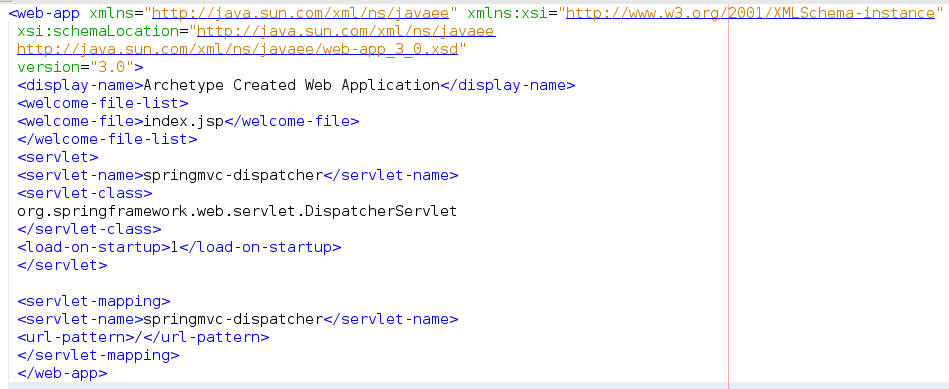 <web-app xmlns="http://java.sun.com/xml/ns/javaee" xmlns:xsi="http://www.w3.org/2001/XMLSchema-instance"
xsi:schemaLocation="http://java.sun.com/xml/ns/javaee
http://java.sun.com/xml/ns/javaee/web-app_3_0.xsd"
version="3.0">
<display-name>Archetype Created Web Application</display-name>
<welcome-file-list>
<welcome-file>index.jsp</welcome-file>
</welcome-file-list>
<servlet>
<servlet-name>springmvc-dispatcher</servlet-name>
<servlet-class>
org.springframework.web.servlet.DispatcherServlet
</servlet-class>
<load-on-startup>1</load-on-startup>
</servlet>

<servlet-mapping>
<servlet-name>springmvc-dispatcher</servlet-name>
<url-pattern>/</url-pattern>
</servlet-mapping>
</web-app>